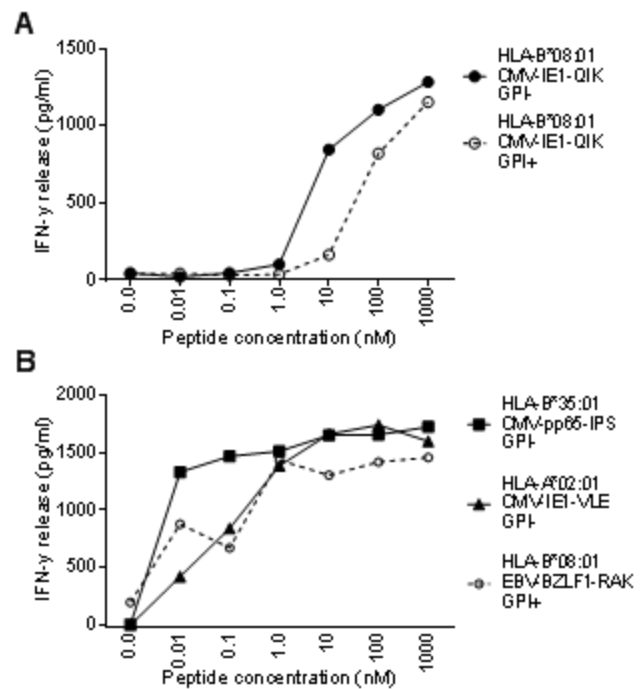 A
1500
1000
500
0
IFN-y release (pg/ml)
0.0
0.01
0.1
1.0
10
100
1000
Peptide concentration (nM)
HLA-B*08:01
CMV-IE1-QIK
GPI-
HLA-B*08:01
CMV-IE1-QIK
GPI+
B
2000
1500
1000
500
0
IFN-y release (pg/ml)
0.0
0.01
0.1
1.0
10
100
1000
Peptide concentration (nM)
HLA-B*35:01
CMV-pp65-IPS
GPI-
HLA-A*02:01
CMV-IE1-VLE
GPI-
HLA-B*08:01
EBV-BZLF1-RAK
GPI+